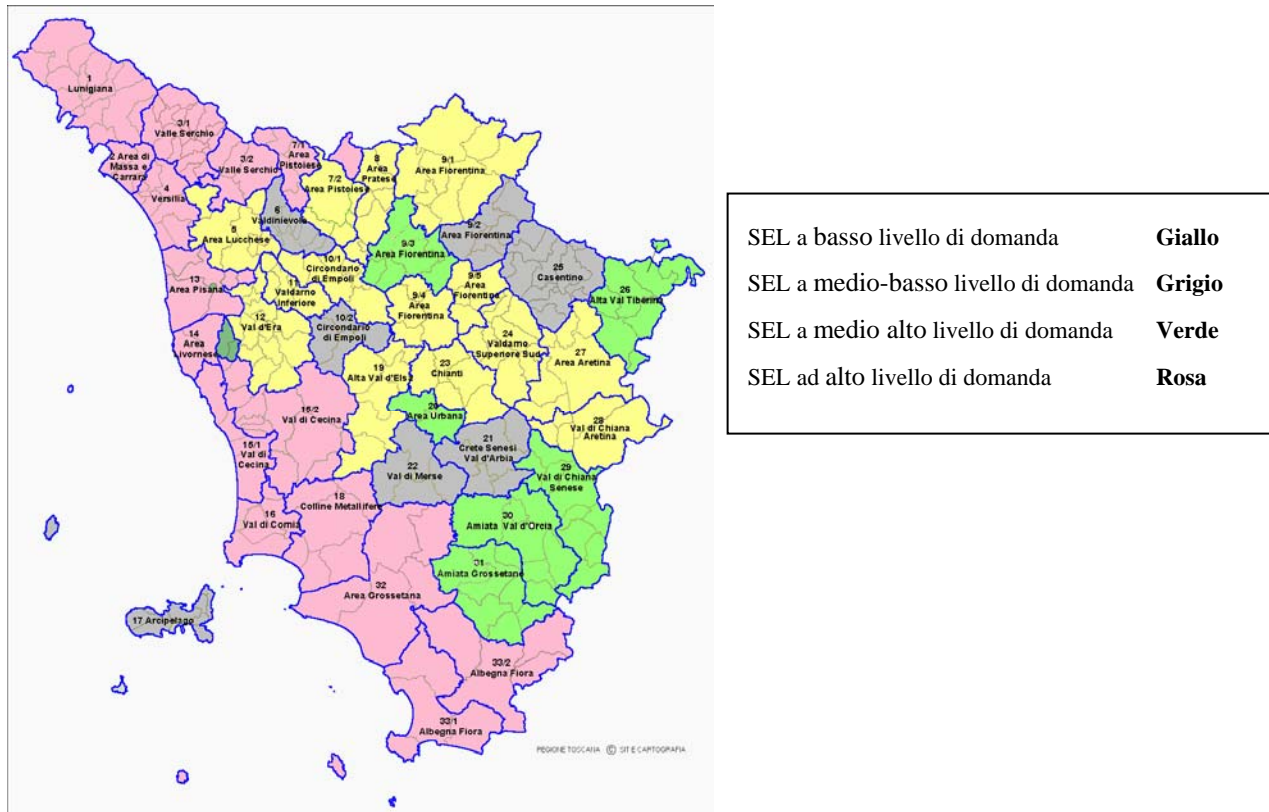 1
Lunigiana
3/1
Valle Serchio
2 Area di
Massa e
Carrara
3/2
Valle Serchio
7/1
Area
Pistoiese
4
Versilia
7/2
Area Pistoiese
8
Area
Pratese
9/1
Area Fiorentina
6
Valdinievole
5
Area Lucchese
9/2
Area Fiorentina
9/3
Area Fiorentina
10/1
Circondario
di Empoli
25
Casentino
26
Alta Val Tiberina
13
Area Pisana
11
Valdarno
Inferiore
9/5
Area
Fiorentina
9/4
Area
Fiorentina
12
Val d'Era
10/2
Circondario
di Empoli
14
Area
Livornese
24
Valdarno
Superiore Sud
27
Area Aretina
19
Alta Val d'Elsa
23
Chianti
15/2
Val di Cecina
20
Area Urbana
28
Val di Chiana
Aretina
21
Crete Senesi
Val d'Arbia
15/1
Val di
Cecina
22
Val di Merse
29
Val di Chiana
Senese
18
Colline Metallifere
16
Val di Cornia
30
Amiata Val d'Orcia
31
Amiata Grossetano
32
Area Grossetana
17 Arcipelago
33/2
Albegna Fiora
33/1
Albegna Fiora
REGIONE TOSCANA © SIT E CARTOGRAFIA
SEL a basso livello di domanda Giallo
SEL a medio-basso livello di domanda Grigio
SEL a medio alto livello di domanda Verde
SEL ad alto livello di domanda Rosa